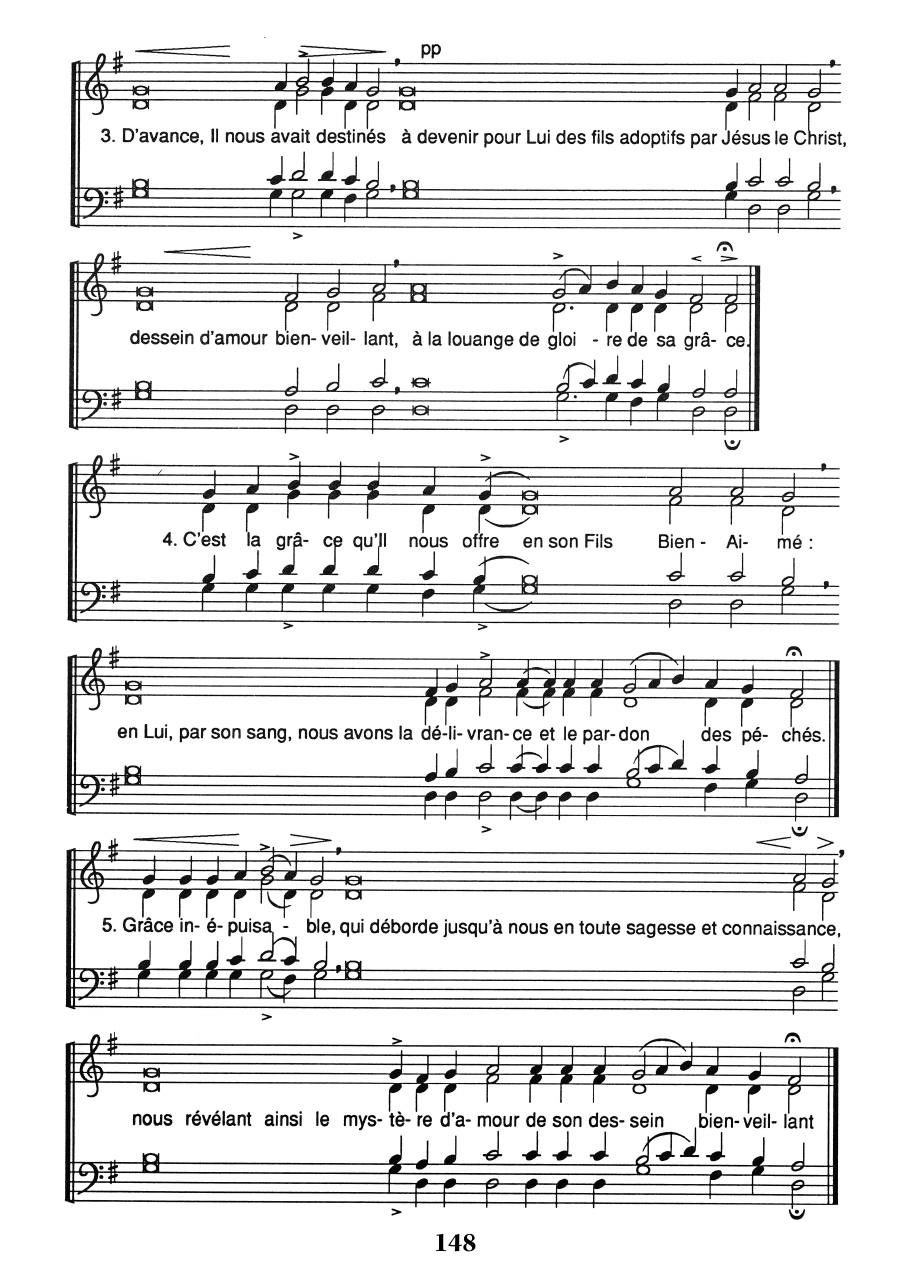 pp
3. D'avance, Il nous avait destinés à devenir pour Lui des fils adoptifs par Jésus le Christ,
dessein d'amour bien- veil- lant, à la louange de gloi - re de sa grâ- ce.
4. C'est la grâ- ce qu'Il nous offre en son Fils Bien - Ai- mé :
en Lui, par son sang, nous avons la dé-li- vran- ce et le par- don des pé- chés.
5. Grâce in- é- puisa - ble, qui déborde jusqu'à nous en toute sagesse et connaissance,
nous révélant ainsi le mys- tè- re d'a- mour de son des- sein bien- veil- lant
148